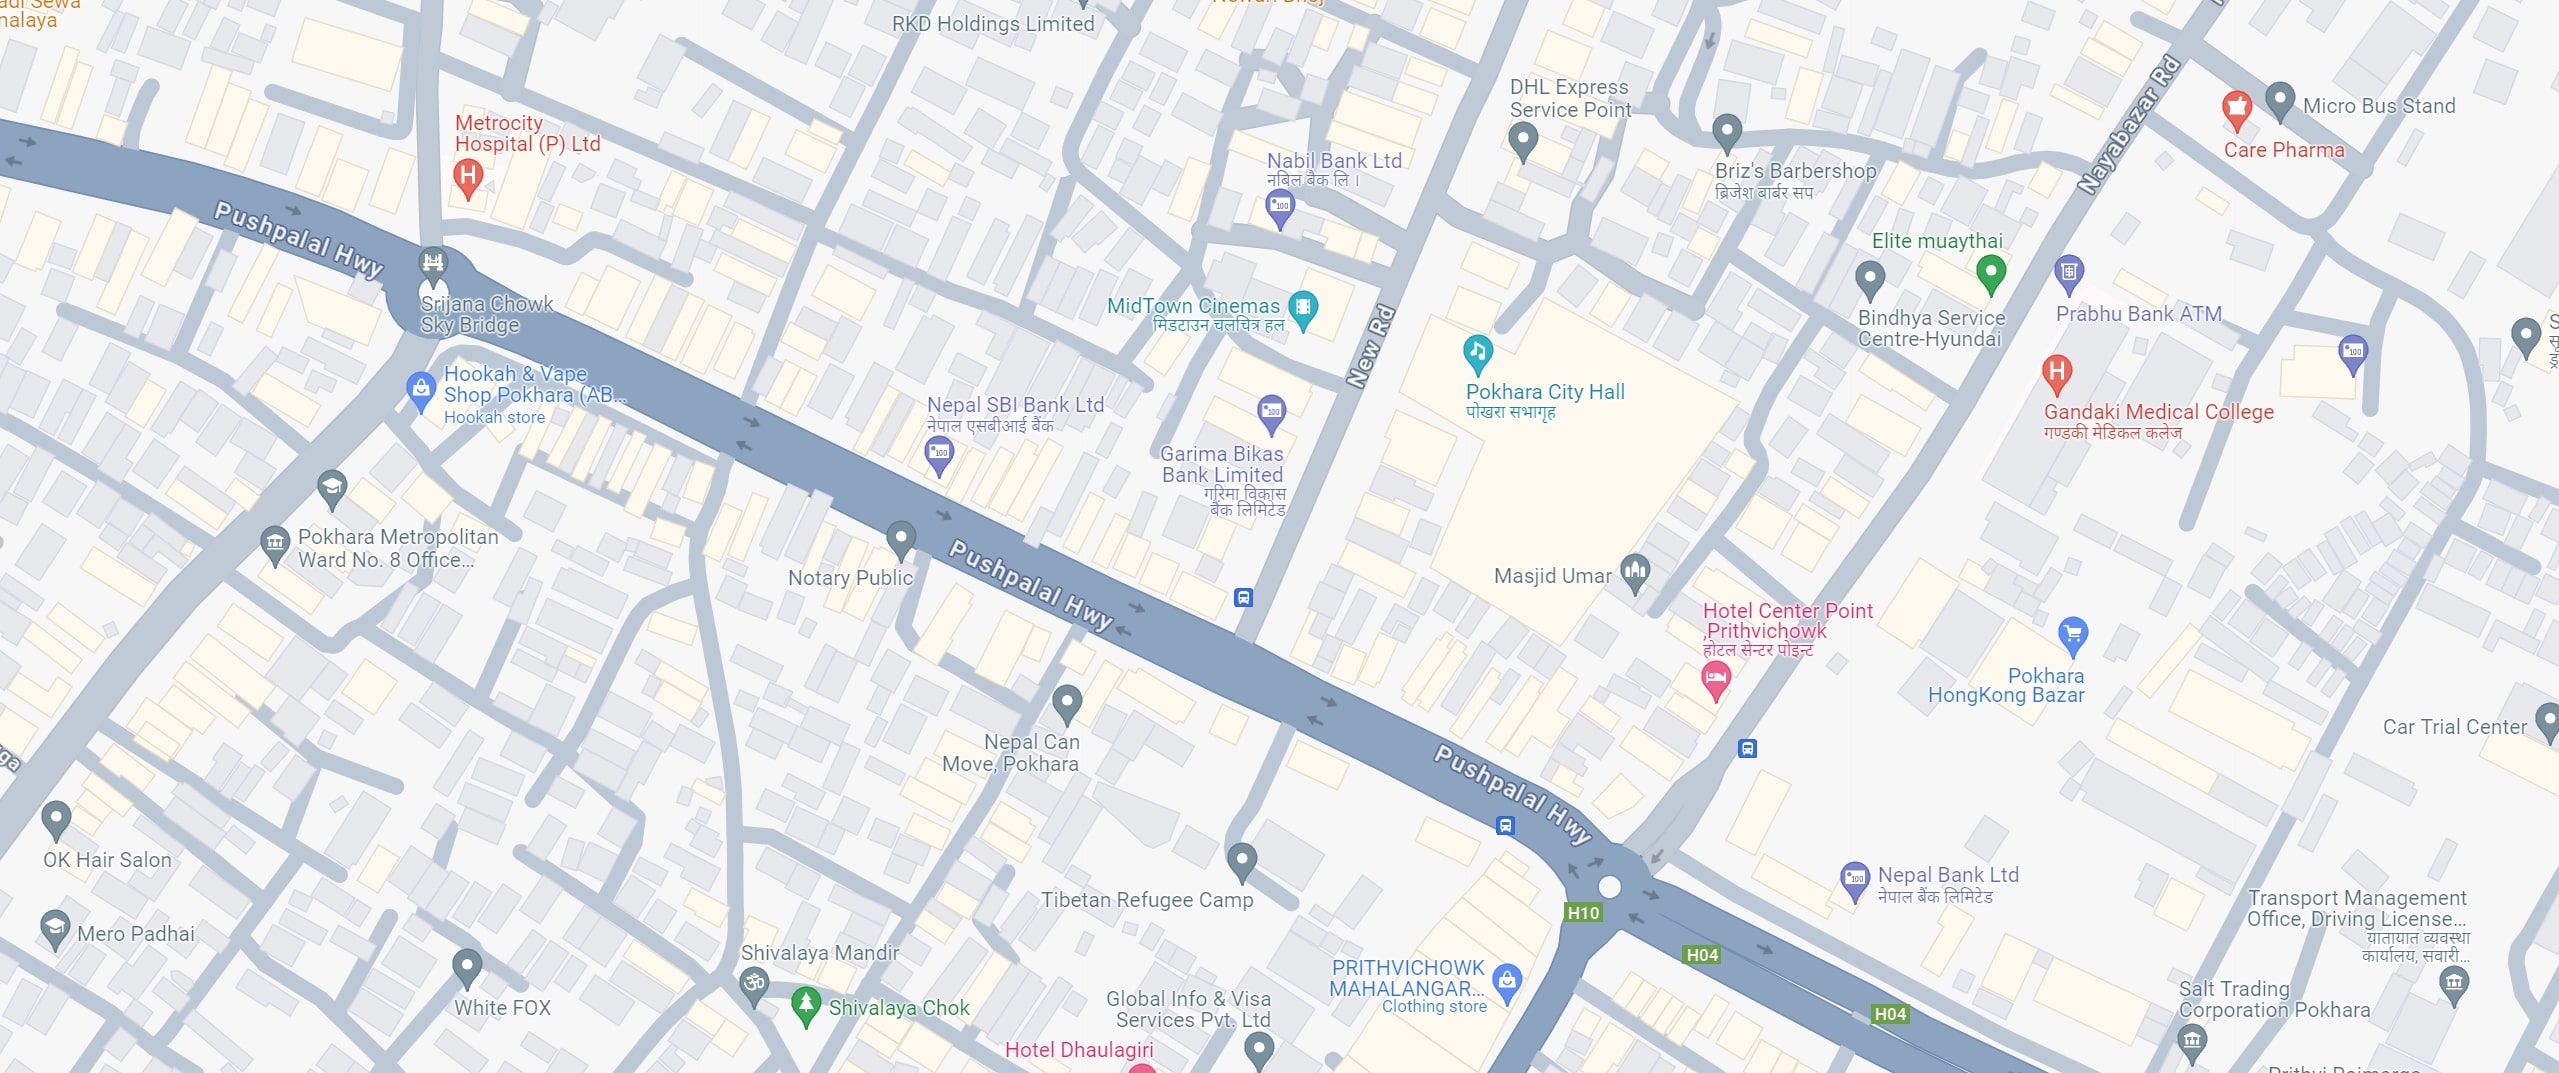 RKD Holdings Limited
DHL Express
Service Point
Micro Bus Stand
Care Pharma
Nayabazar Rd
Metrocity
Hospital (P) Ltd
Nabil Bank Ltd
नबिल बैंक लि ।
Briz's Barbershop
ब्रिजेश बार्बर सप
Pushpalal Hwy
Elite muaythai
Srijana Chowk
Sky Bridge
MidTown Cinemas
मिडटाउन चलचित्र हल
New Rd
Bindhya Service
Centre-Hyundai
Prabhu Bank ATM
Hookah & Vape
Shop Pokhara (AB...
Hookah store
Nepal SBI Bank Ltd
नेपाल एसबीआई बैंक
Pokhara City Hall
पोखरा सभागृह
Gandaki Medical College
गण्डकी मेडिकल कलेज
Garima Bikas
Bank Limited
गरिमा विकास
बैंक लिमिटेड
Pokhara Metropolitan
Ward No. 8 Office...
Notary Public
Pushpalal Hwy
Masjid Umar
Hotel Center Point
,Prithvichowk
होटल सेन्टर पोइन्ट
Pokhara
HongKong Bazar
Nepal Can
Move, Pokhara
Car Trial Center
Pushpalal Hwy
OK Hair Salon
Tibetan Refugee Camp
Nepal Bank Ltd
नेपाल बैंक लिमिटेड
H10
H04
Mero Padhai
Shivalaya Mandir
ॐ
Transport Management
Office, Driving License...
यातायात व्यवस्था
कार्यालय, सवारी...
PRITHVICHOWK
MAHALANGAR...
Clothing store
White FOX
Shivalaya Chok
Global Info & Visa
Services Pvt. Ltd
H04
Salt Trading
Corporation Pokhara
Hotel Dhaulagiri